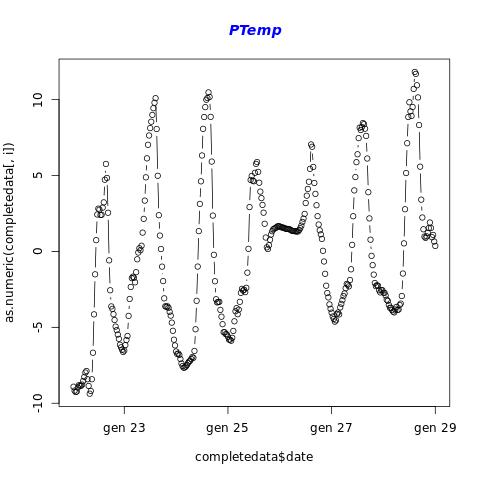 PTemp
as.numeric(completedata[, i])
10
5
0
-5
-10
gen 23 gen 25 gen 27 gen 29
completedata$date